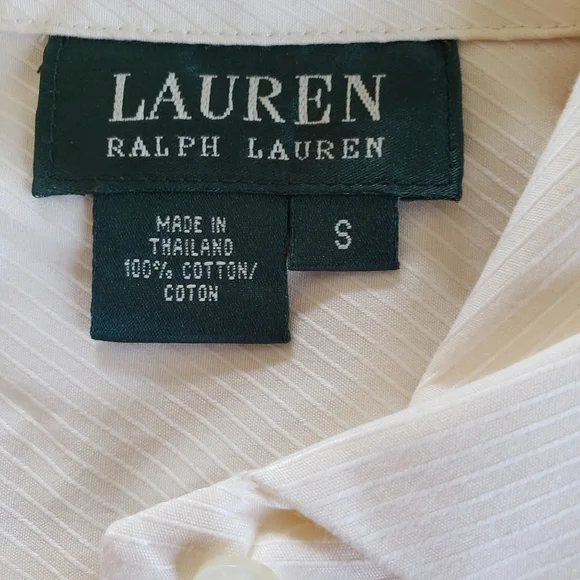 LAUREN
RALPH LAUREN
MADE IN
THAILAND
100% COTTON/
COTON
S